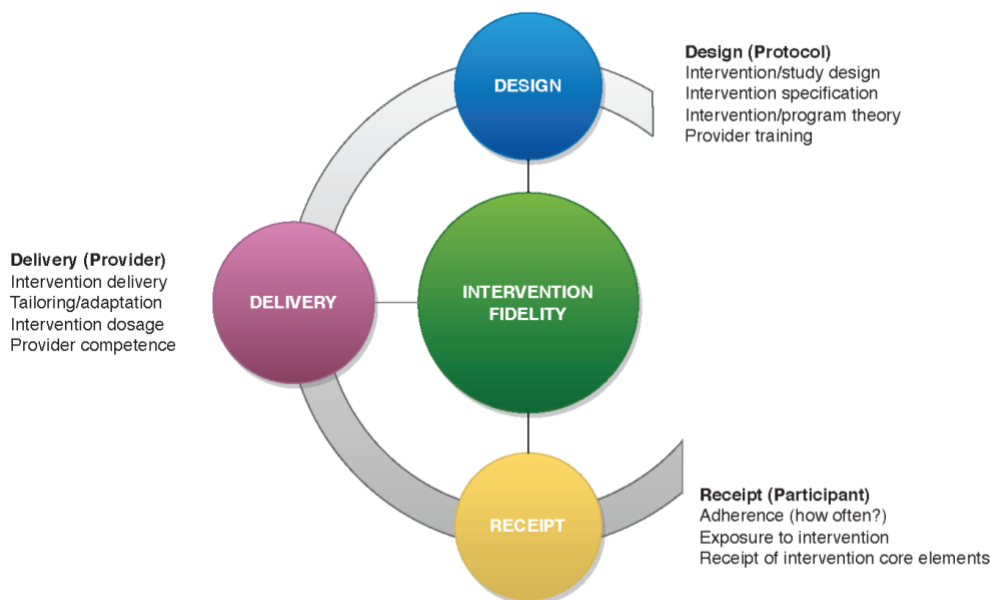 DESIGN
Design (Protocol)
Intervention/study design
Intervention specification
Intervention/program theory
Provider training
Delivery (Provider)
Intervention delivery
Tailoring/adaptation
Intervention dosage
Provider competence
DELIVERY
INTERVENTION
FIDELITY
RECEIPT
Receipt (Participant)
Adherence (how often?)
Exposure to intervention
Receipt of intervention core elements